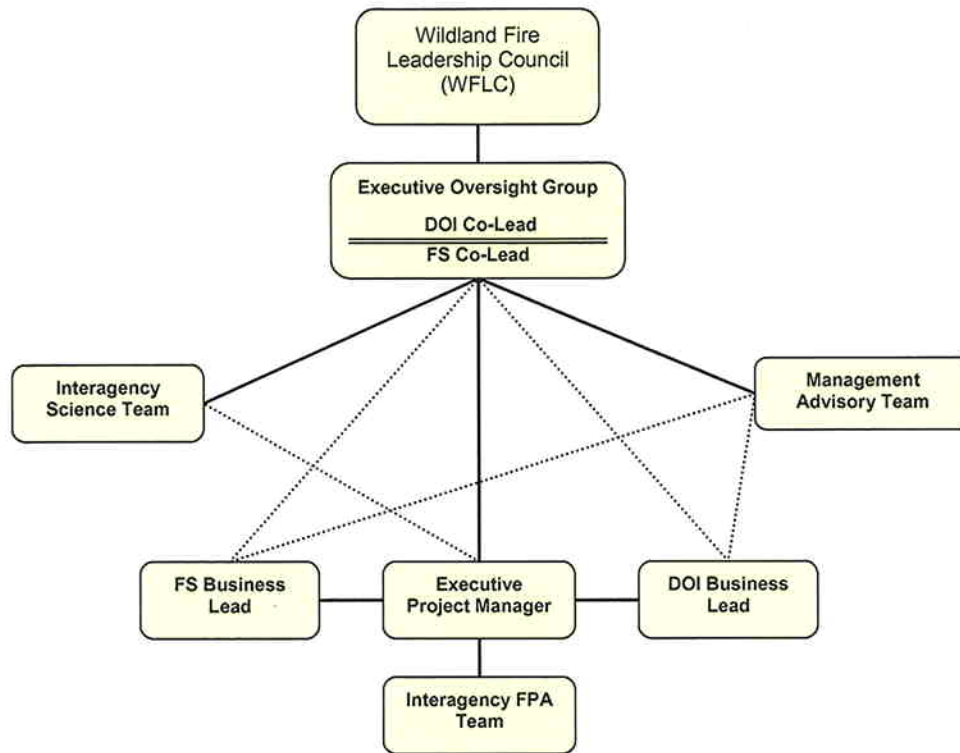 Wildland Fire
Leadership Council
(WFLC)
Executive Oversight Group
DOI Co-Lead
FS Co-Lead
Interagency
Science Team
Management
Advisory Team
FS Business
Lead
Executive
Project Manager
DOI Business
Lead
Interagency FPA
Team